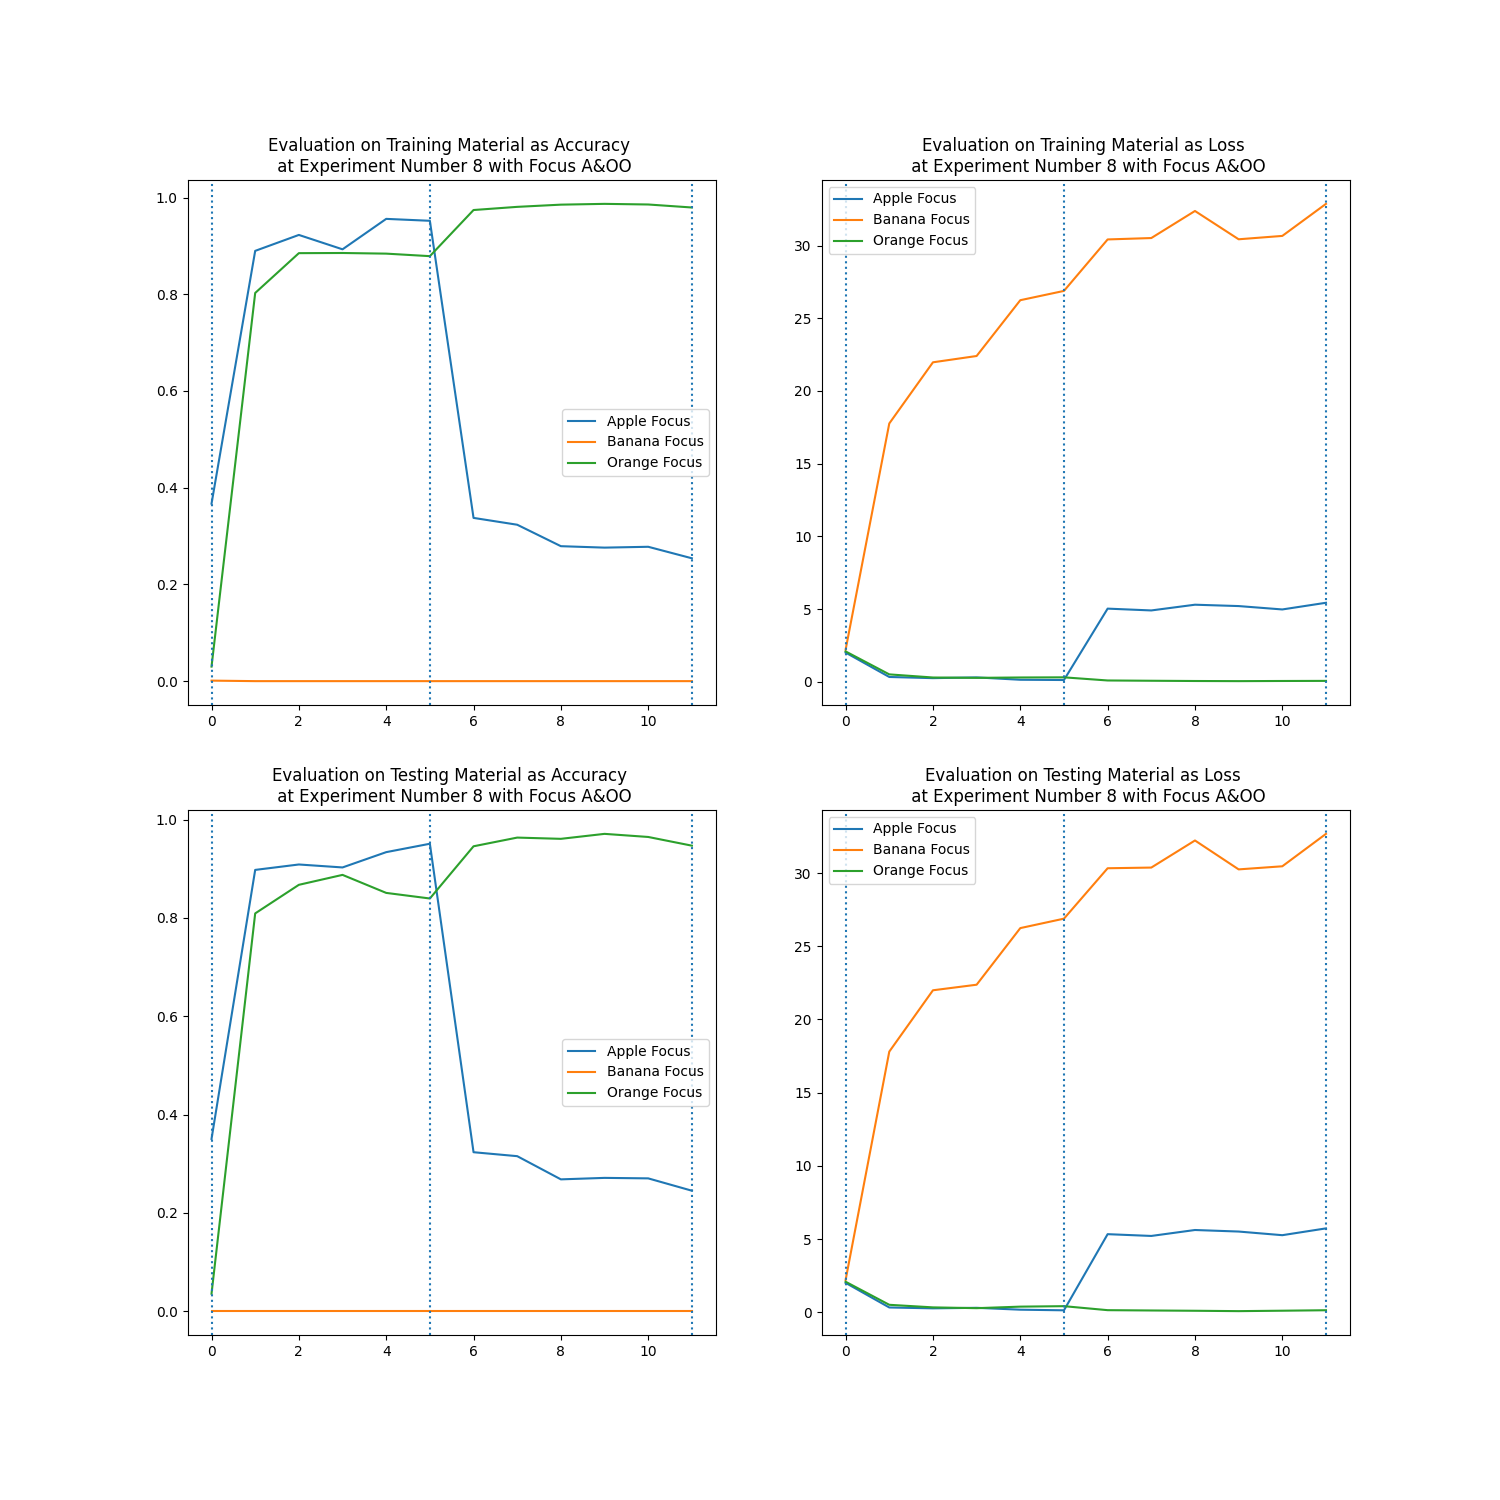 Evaluation on Training Material as Accuracy
at Experiment Number 8 with Focus A&OO
1.0
0.8
0.6
0.4
0.2
0.0
Apple Focus
Banana Focus
Orange Focus
0 2 4 6 8 10
Evaluation on Training Material as Loss
at Experiment Number 8 with Focus A&OO
Apple Focus
Banana Focus
Orange Focus
30
25
20
15
10
5
0
0 2 4 6 8 10
Evaluation on Testing Material as Accuracy
at Experiment Number 8 with Focus A&OO
1.0
0.8
0.6
0.4
0.2
0.0
Apple Focus
Banana Focus
Orange Focus
0 2 4 6 8 10
Evaluation on Testing Material as Loss
at Experiment Number 8 with Focus A&OO
Apple Focus
Banana Focus
Orange Focus
30
25
20
15
10
5
0
0 2 4 6 8 10